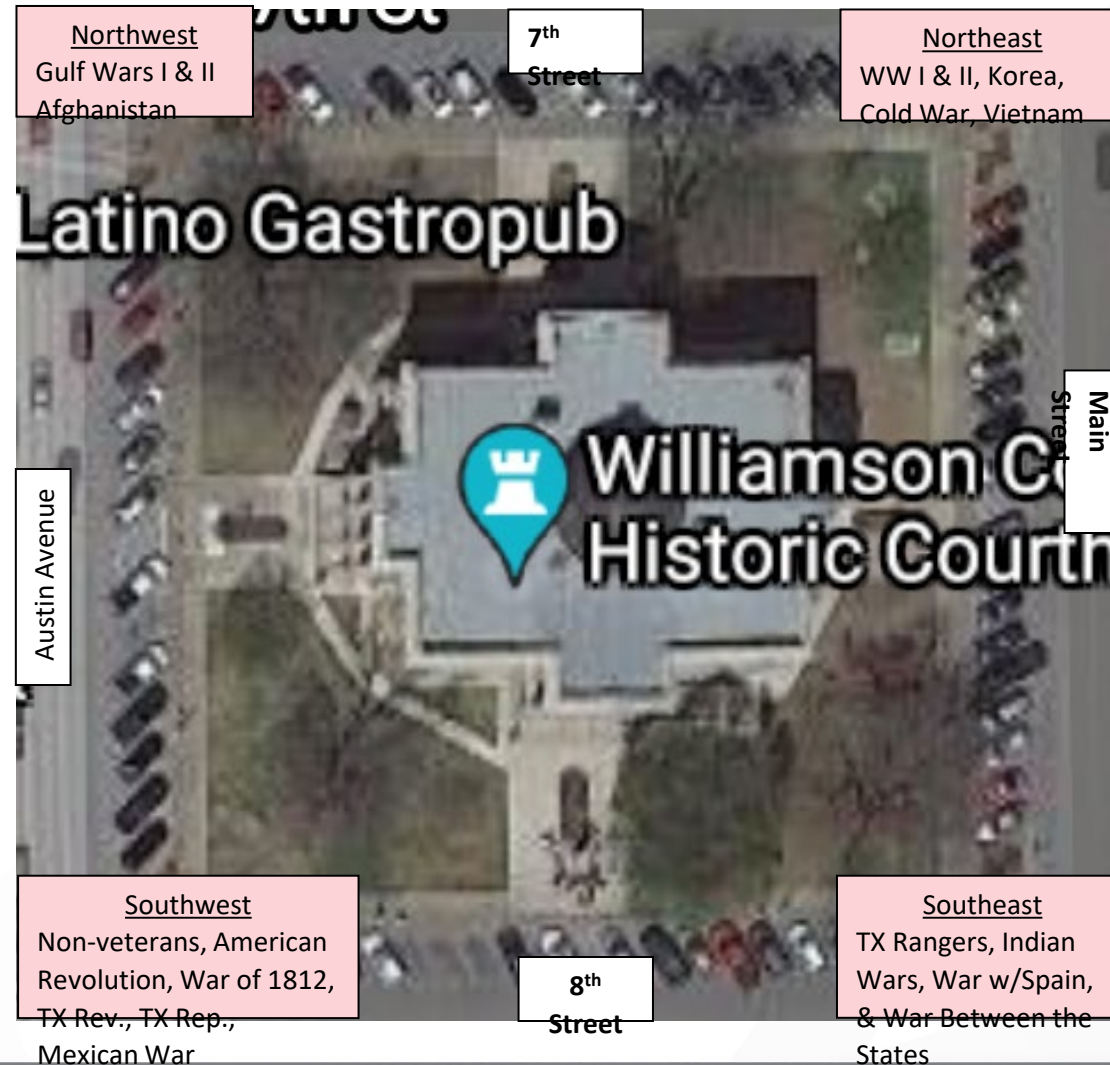 Northwest
Gulf Wars I & II
Afghanistan
7th
Street
Northeast
WW I & II, Korea,
Cold War, Vietnam
Latino Gastropub
Main
Street
Williamson
Historic
Austin Avenue
Southwest
Non-veterans, American
Revolution, War of 1812,
TX Rev., TX Rep.,
Mexican War
8th
Street
Southeast
TX Rangers, Indian
Wars, War w/Spain,
& War Between the
States